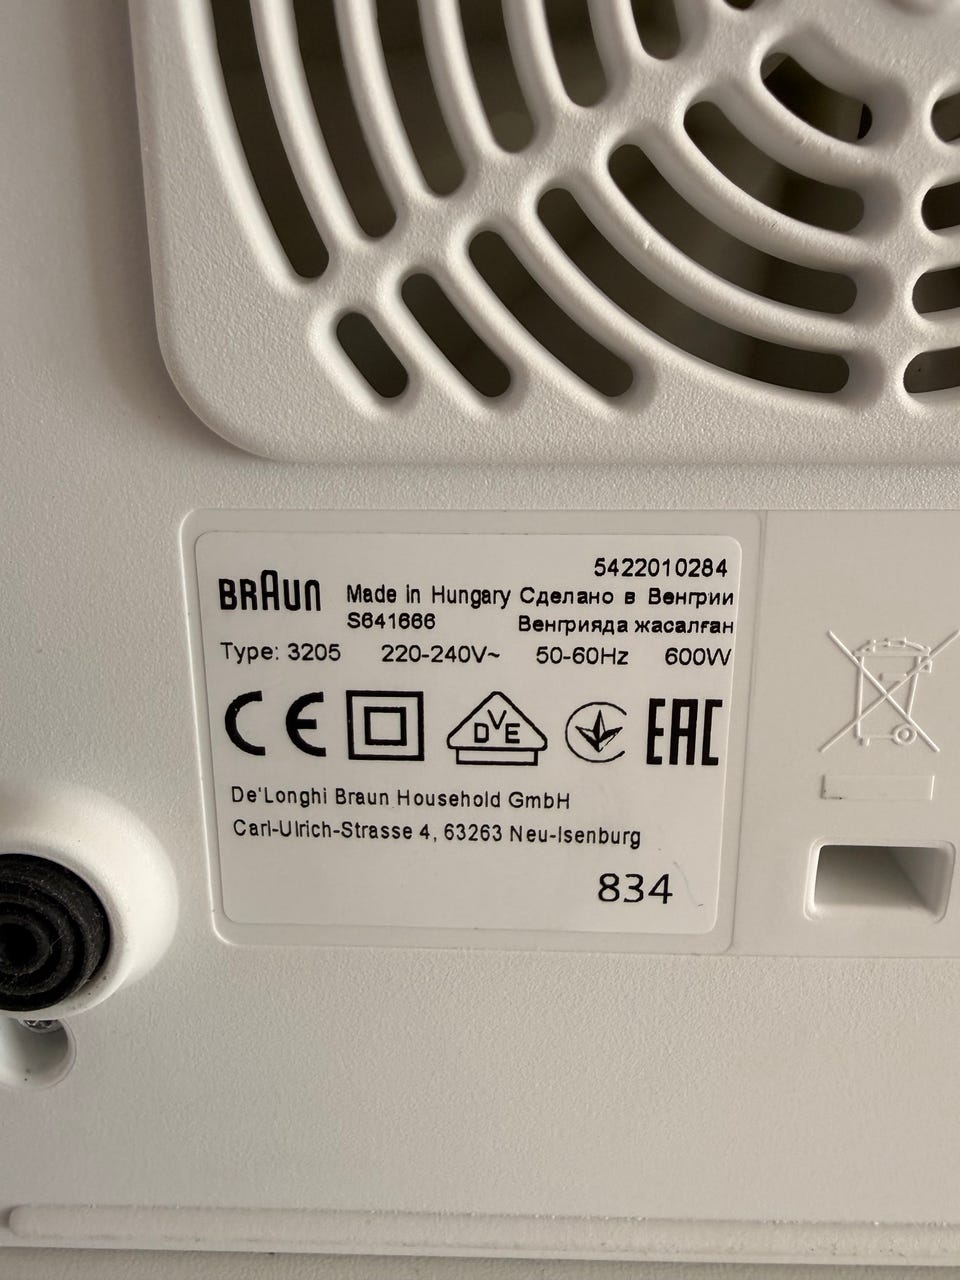 5422010284
BRAUN Made in Hungary Сделано в Венгрии
S641666 Венгрияда жасалған
Type: 3205 220-240V~ 50-60Hz 600W
CE DVE EAC
De'Longhi Braun Household GmbH
Carl-Ulrich-Strasse 4, 63263 Neu-Isenburg
834